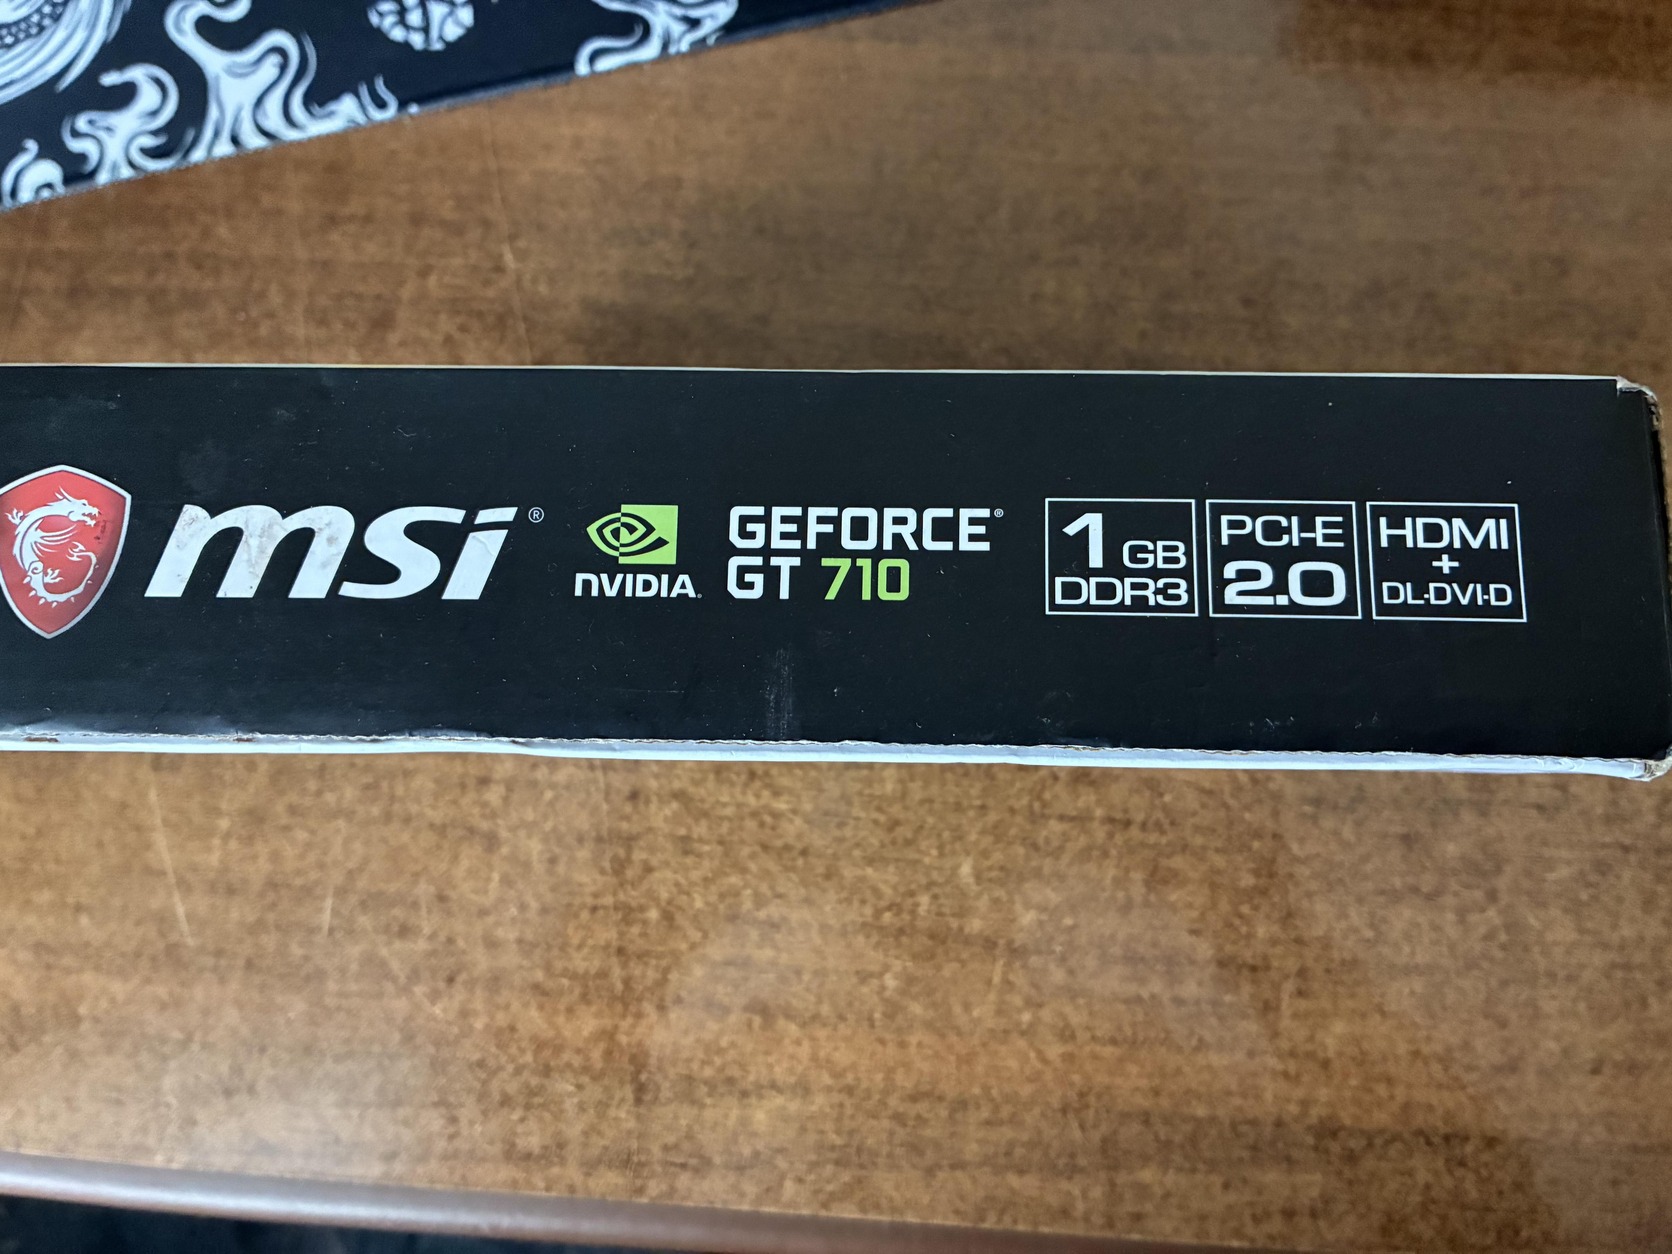 msi®
NVIDIA.
GEFORCE®
GT 710
1 GB
DDR3
PCI-E
2.0
HDMI
+
DL-DVI-D